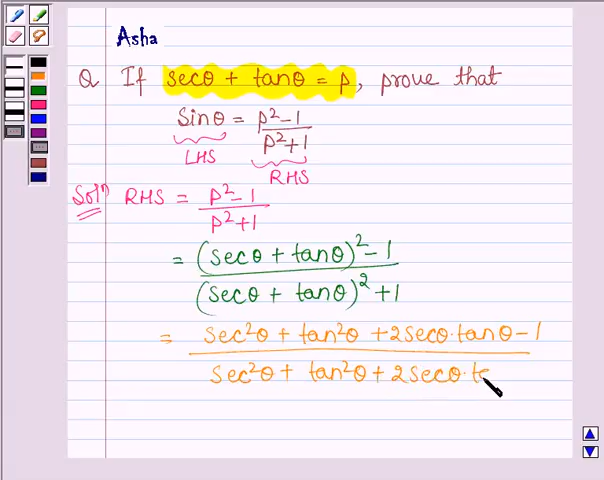 Asha
Q If secθ + tanθ = p, prove that
Sinθ = p²-1 / p²+1
LHS RHS
Solⁿ RHS = p²-1 / p²+1
= (secθ + tanθ)²-1 / (secθ + tanθ)²+1
= sec²θ + tan²θ + 2secθ·tanθ-1 / sec²θ + tan²θ + 2secθ·t